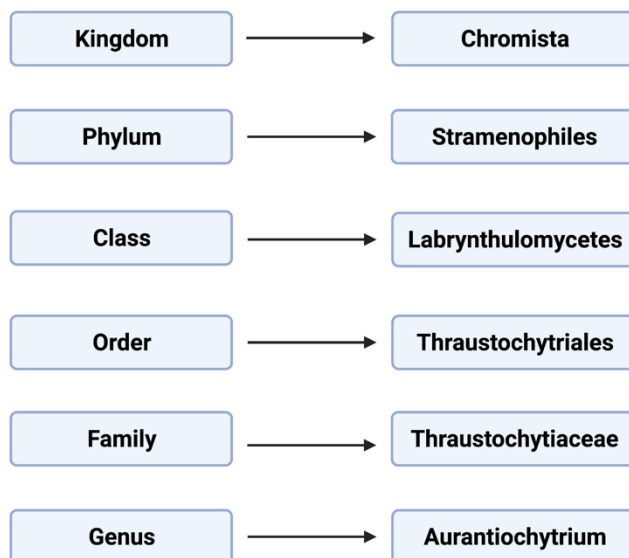 Kingdom Chromista
Phylum Stramenophiles
Class Labrynthulomycetes
Order Thraustochytriales
Family Thraustochytiaceae
Genus Aurantiochytrium